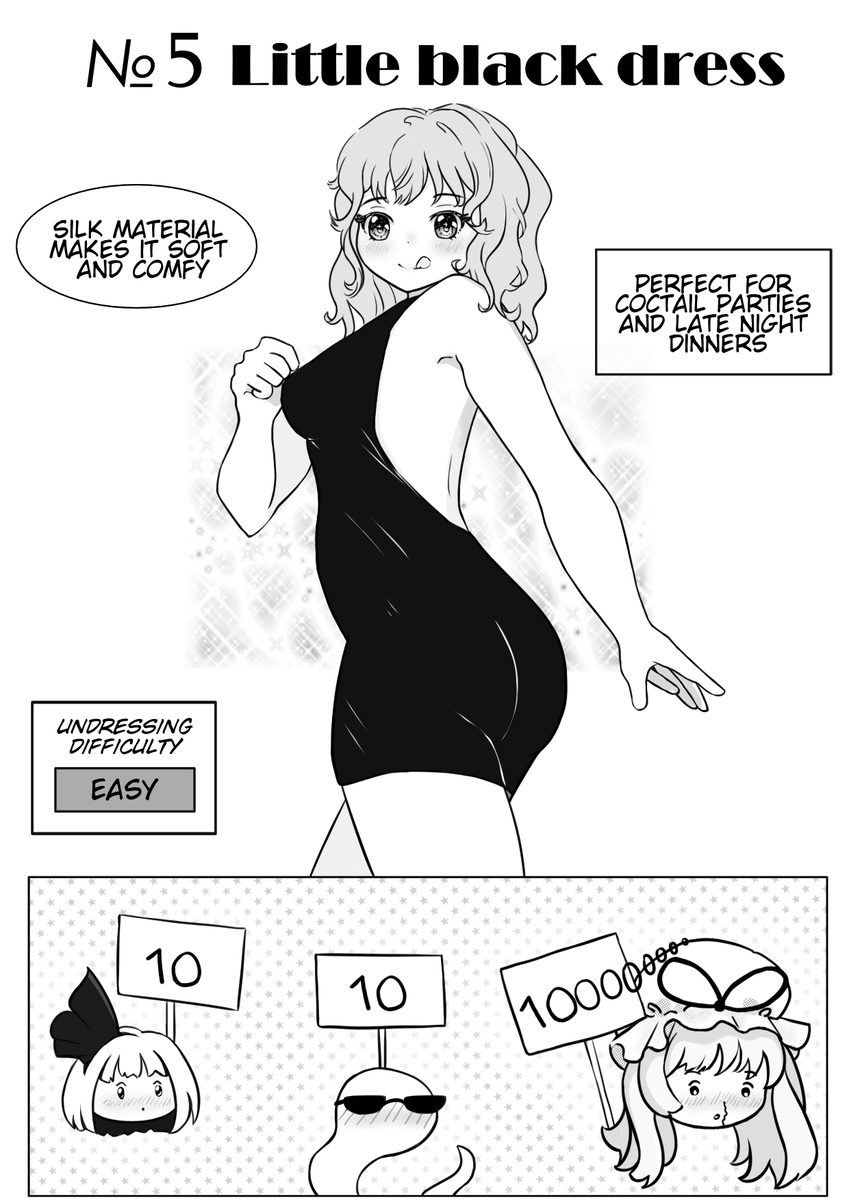 №5 Little black dress
SILK MATERIAL
MAKES IT SOFT
AND COMFY
PERFECT FOR
COCTAIL PARTIES
AND LATE NIGHT
DINNERS
UNDRESSING
DIFFICULTY
EASY
10
10
10000000000